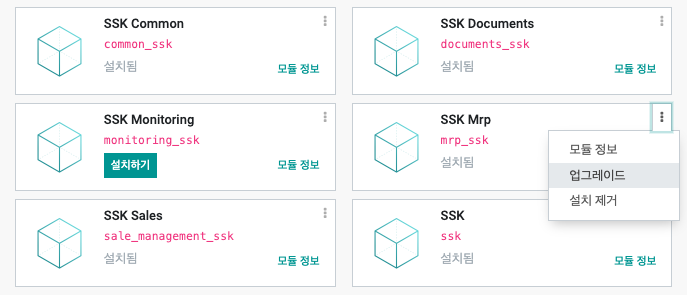 SSK Common
common_ssk
설치됨
모듈 정보
SSK Documents
documents_ssk
설치됨
모듈 정보
SSK Monitoring
monitoring_ssk
설치하기
모듈 정보
SSK Mrp
mrp_ssk
설치됨
모듈 정보
업그레이드
설치 제거
SSK Sales
sale_management_ssk
설치됨
모듈 정보
SSK
ssk
설치됨
모듈 정보